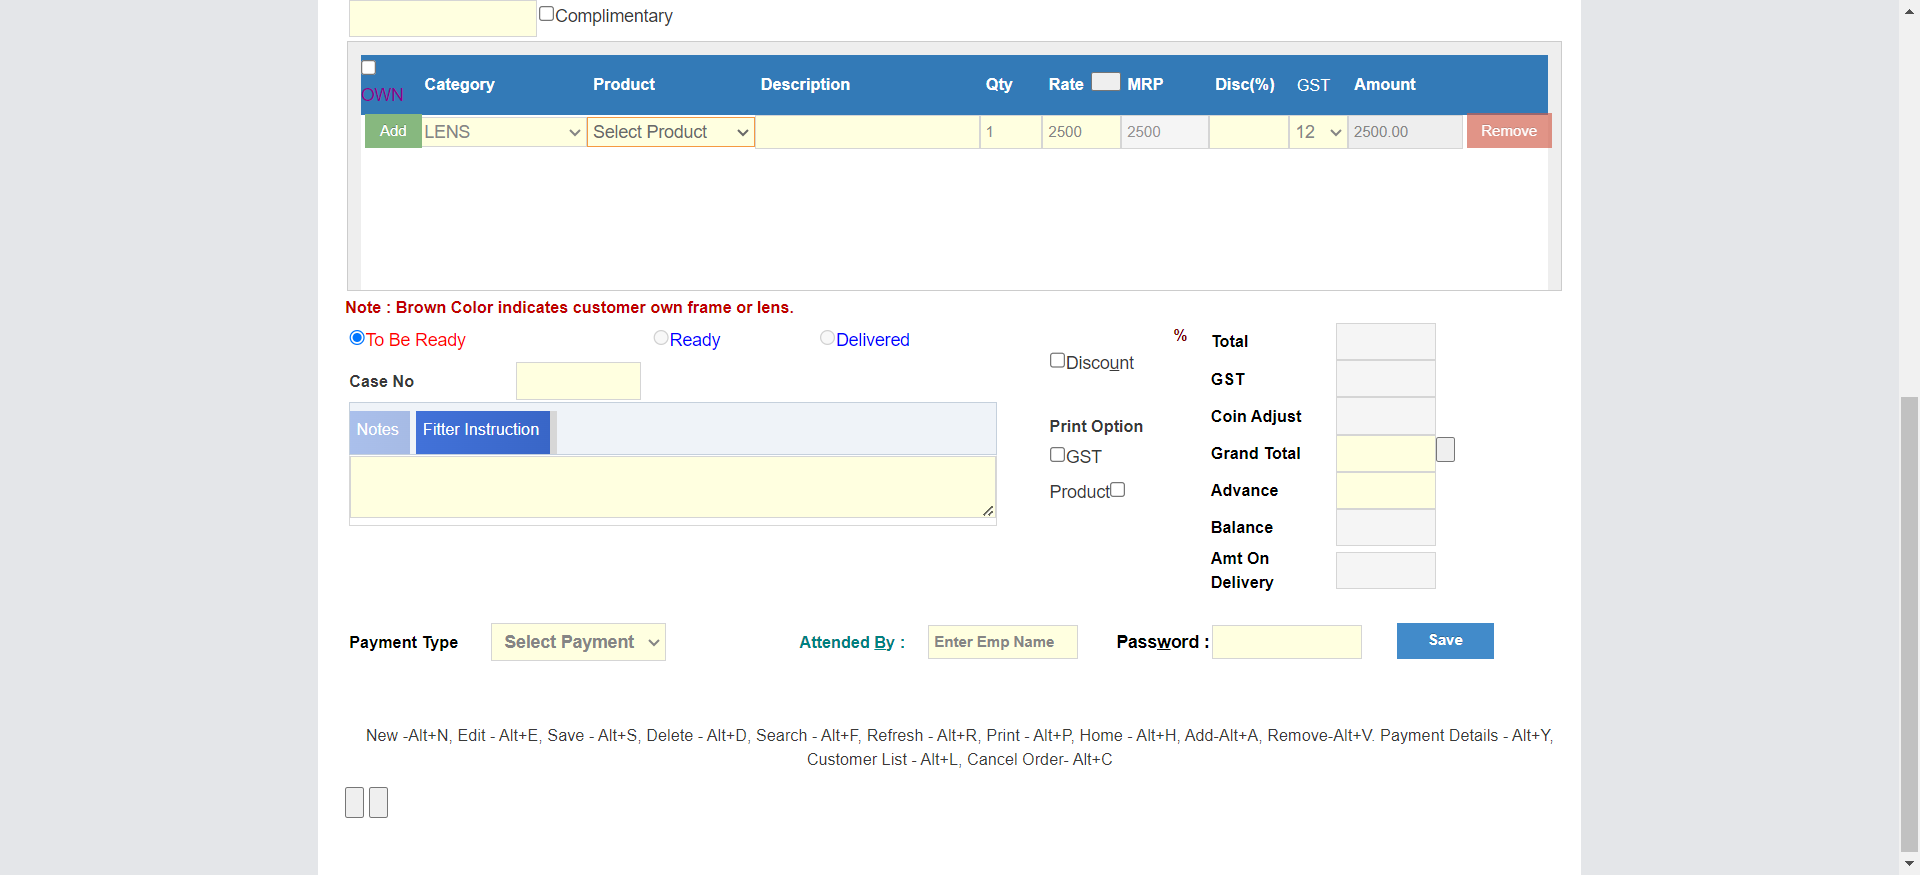 Complimentary
OWN Category Product Description Qty Rate MRP Disc(%) GST Amount
Add LENS Select Product 1 2500 2500 12 2500.00 Remove
Note : Brown Color indicates customer own frame or lens.
To Be Ready Ready Delivered
%
Discount
Case No
Notes Fitter Instruction
Print Option
GST
Product
Total
GST
Coin Adjust
Grand Total
Advance
Balance
Amt On
Delivery
Payment Type Select Payment Attended By : Enter Emp Name Password : Save
New -Alt+N, Edit - Alt+E, Save - Alt+S, Delete - Alt+D, Search - Alt+F, Refresh - Alt+R, Print - Alt+P, Home - Alt+H, Add-Alt+A, Remove-Alt+V. Payment Details - Alt+Y,
Customer List - Alt+L, Cancel Order- Alt+C